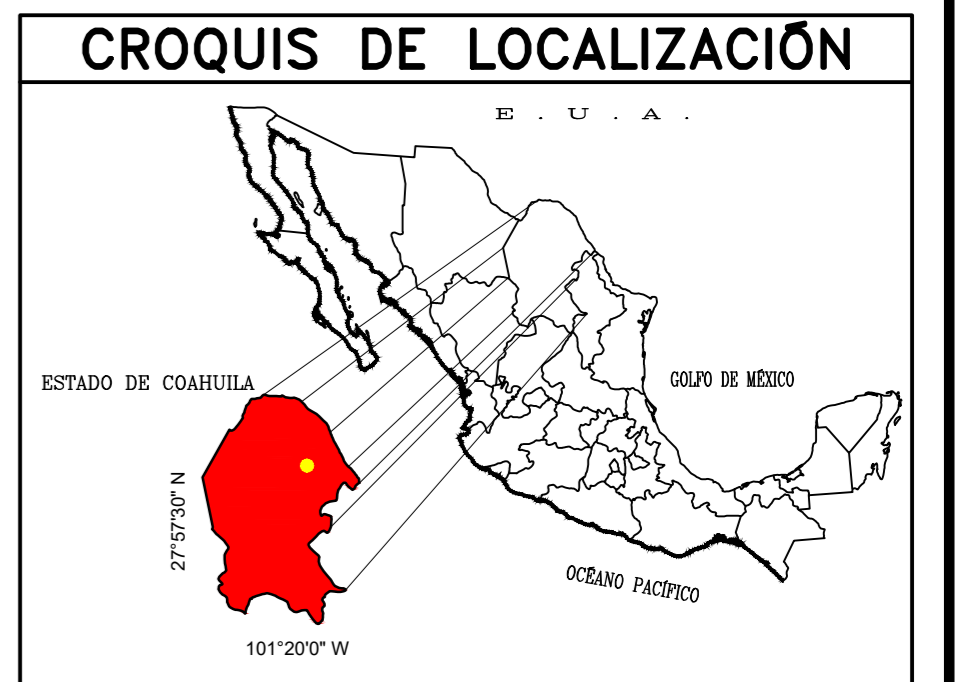 CROQUIS DE LOCALIZACIÓN
E . U . A .
ESTADO DE COAHUILA
GOLFO DE MÉXICO
27°57'30" N
OCÉANO PACÍFICO
101°20'0" W